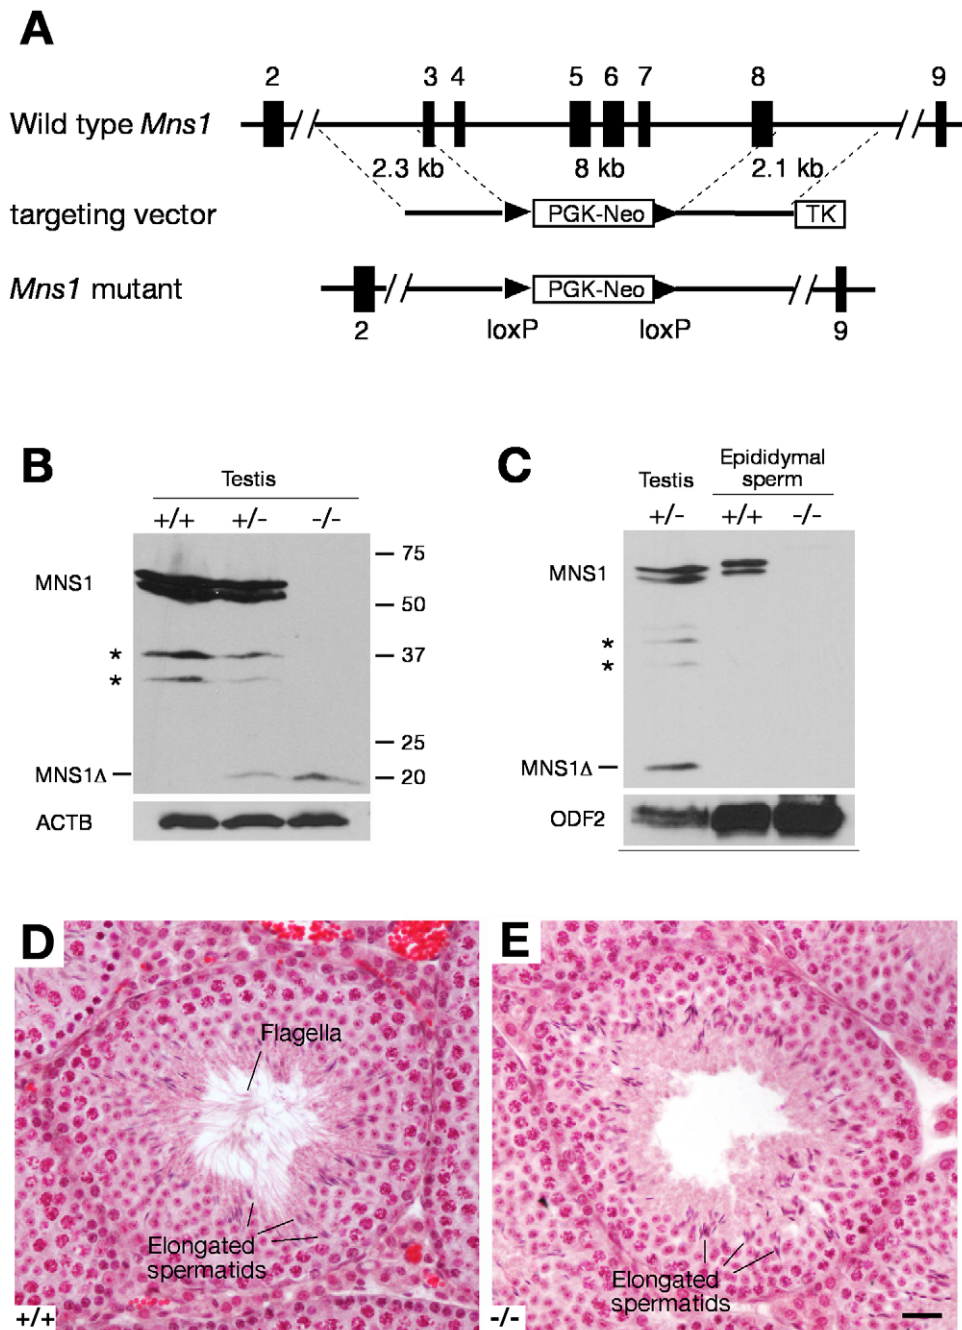 A
2 3 4 5 6 7 8 9
Wild type Mns1
2.3 kb 8 kb 2.1 kb
targeting vector PGK-Neo TK
Mns1 mutant PGK-Neo
2 loxP loxP 9
B
Testis
+/+ +/- -/-
MNS1
75
50
*
37
*
25
MNS1Δ
20
ACTB
C
Testis Epididymal sperm
+/- +/+ -/-
MNS1
*
*
MNS1Δ
ODF2
D
Flagella
Elongated
spermatids
+/+
E
Elongated
spermatids
-/-